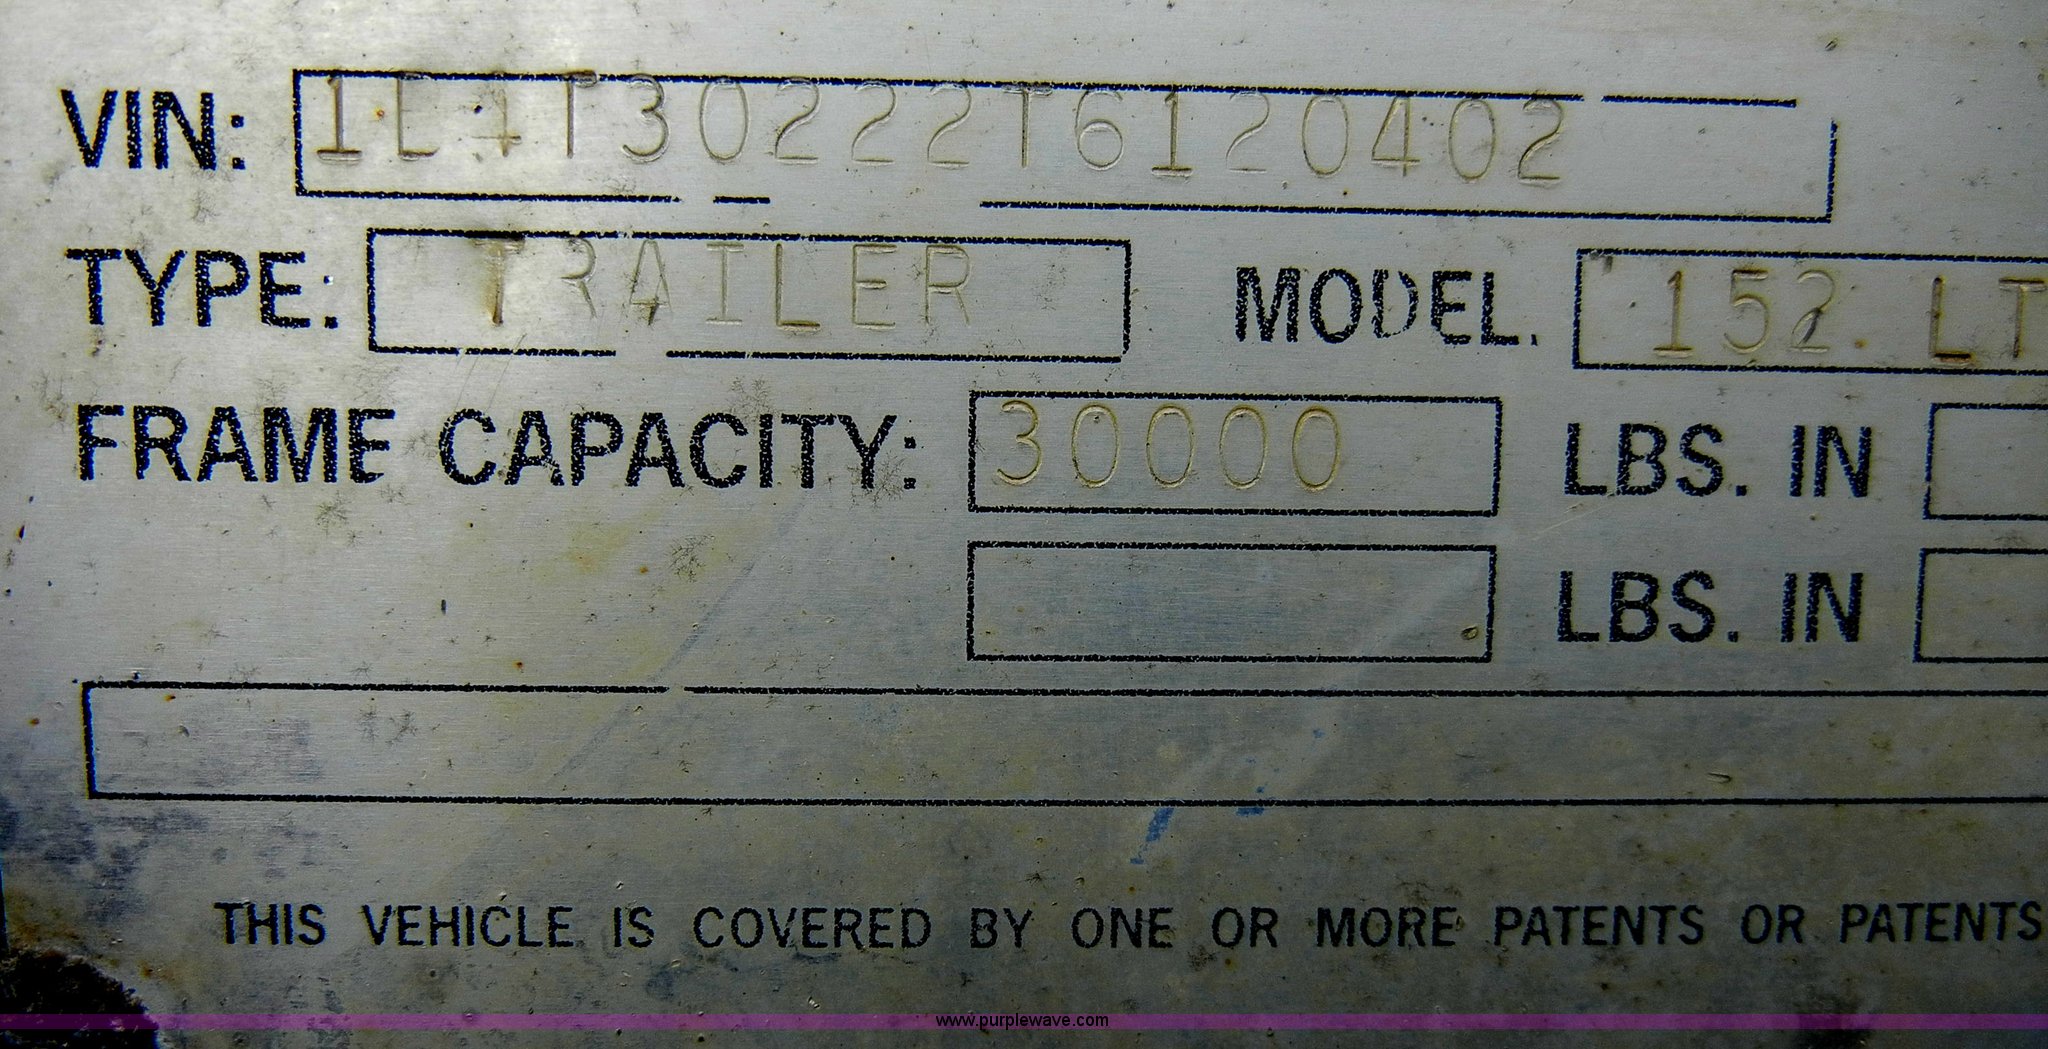 VIN:
TYPE: TRAILER MODEL. 152 LT
FRAME CAPACITY: 30000 LBS. IN
LBS. IN
THIS VEHICLE IS COVERED BY ONE OR MORE PATENTS OR PATENTS
www.purplewave.com